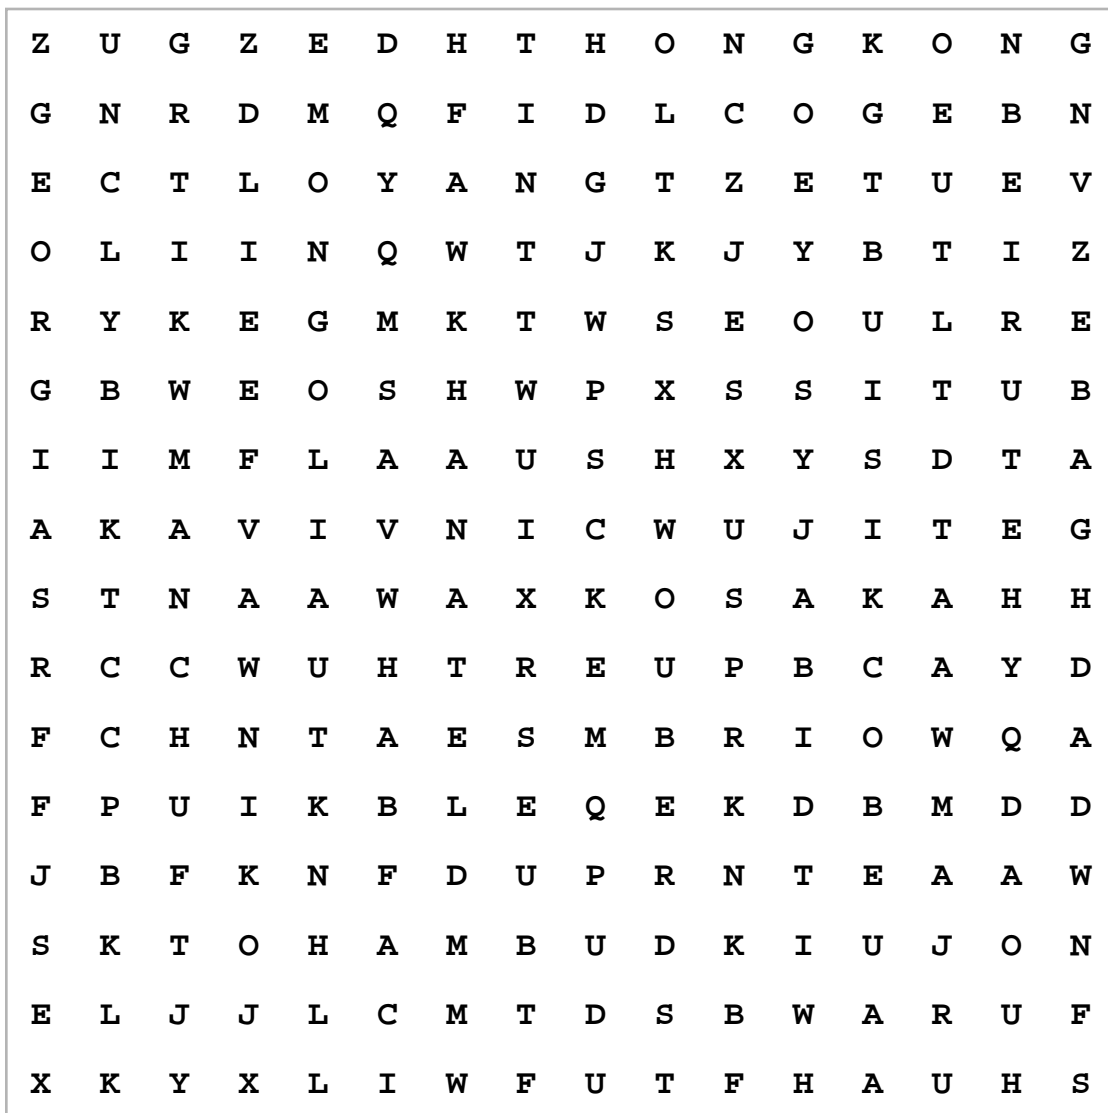 Z U G Z E D H T H O N G K O N G
G N R D M Q F I D L C O G E B N
E C T L O Y A N G T Z E T U E V
O L I I N Q W T J K J Y B T I Z
R Y K E G M K T W S E O U L R E
G B W E O S H W P X S S I T U B
I I M F L A A U S H X Y S D T A
A K A V I V N I C W U J I T E G
S T N A A W A X K O S A K A H H
R C C W U H T R E U P B C A Y D
F C H N T A E S M B R I O W Q A
F P U I K B L E Q E K D B M D D
J B F K N F D U P R N T E A A W
S K T O H A M B U D K I U J O N
E L J J L C M T D S B W A R U F
X K Y X L I W F U T F H A U H S